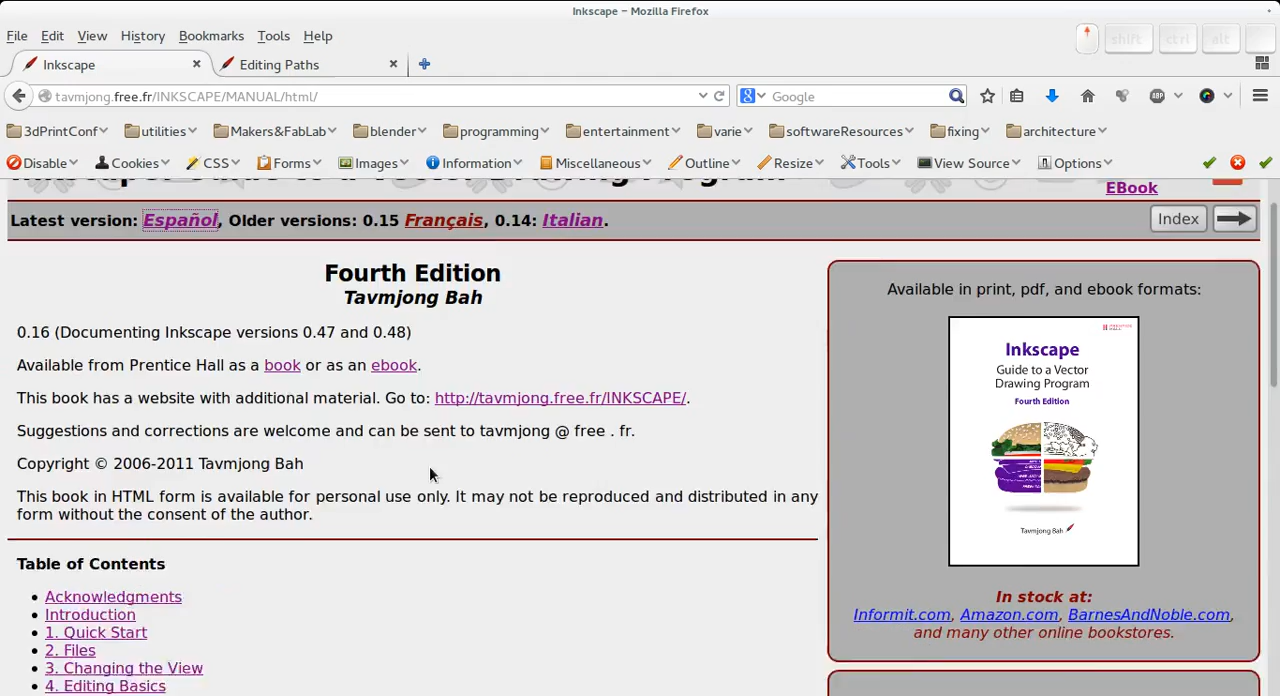 Inkscape – Mozilla Firefox
File Edit View History Bookmarks Tools Help
shift ctrl alt
Inkscape × Editing Paths ×
tavmjong.free.fr/INKSCAPE/MANUAL/html/ Google ABP
3dPrintConf utilities Makers&FabLab blender programming entertainment varie softwareResources fixing architecture
Disable Cookies CSS Forms Images Information Miscellaneous Outline Resize Tools View Source Options
EBook
Latest version: Español, Older versions: 0.15 Français, 0.14: Italian.
Index
Fourth Edition
Tavmjong Bah
0.16 (Documenting Inkscape versions 0.47 and 0.48)
Available from Prentice Hall as a book or as an ebook.
This book has a website with additional material. Go to: http://tavmjong.free.fr/INKSCAPE/.
Suggestions and corrections are welcome and can be sent to tavmjong @ free . fr.
Copyright © 2006-2011 Tavmjong Bah
This book in HTML form is available for personal use only. It may not be reproduced and distributed in any
form without the consent of the author.
Table of Contents
Acknowledgments
Introduction
1. Quick Start
2. Files
3. Changing the View
4. Editing Basics
Available in print, pdf, and ebook formats:
Inkscape
Guide to a Vector
Drawing Program
Fourth Edition
Tavmjong Bah
In stock at:
Informit.com, Amazon.com, BarnesAndNoble.com,
and many other online bookstores.